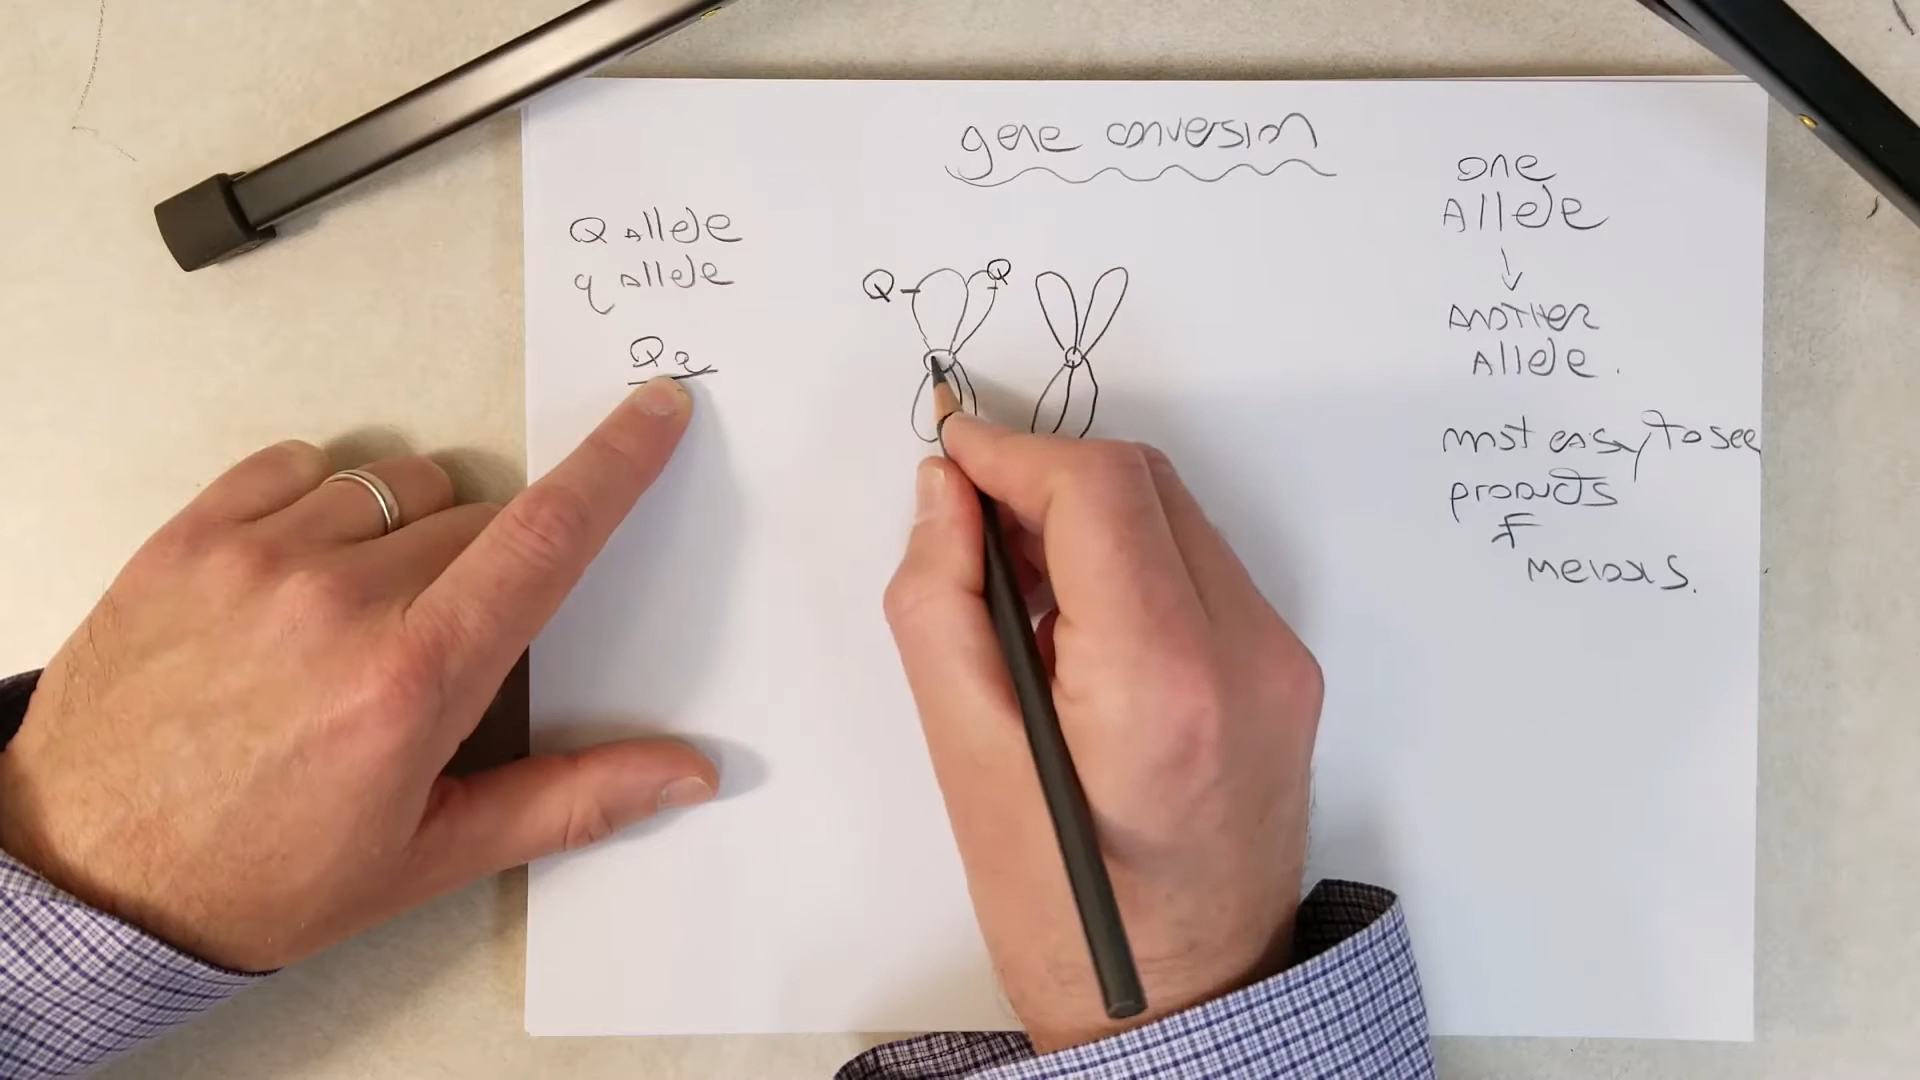 gene conversion
Q Allele
q Allele
Qq
Q
Q
one
Allele
↓
Another
Allele.
most easy to see
products
of
meiosis.